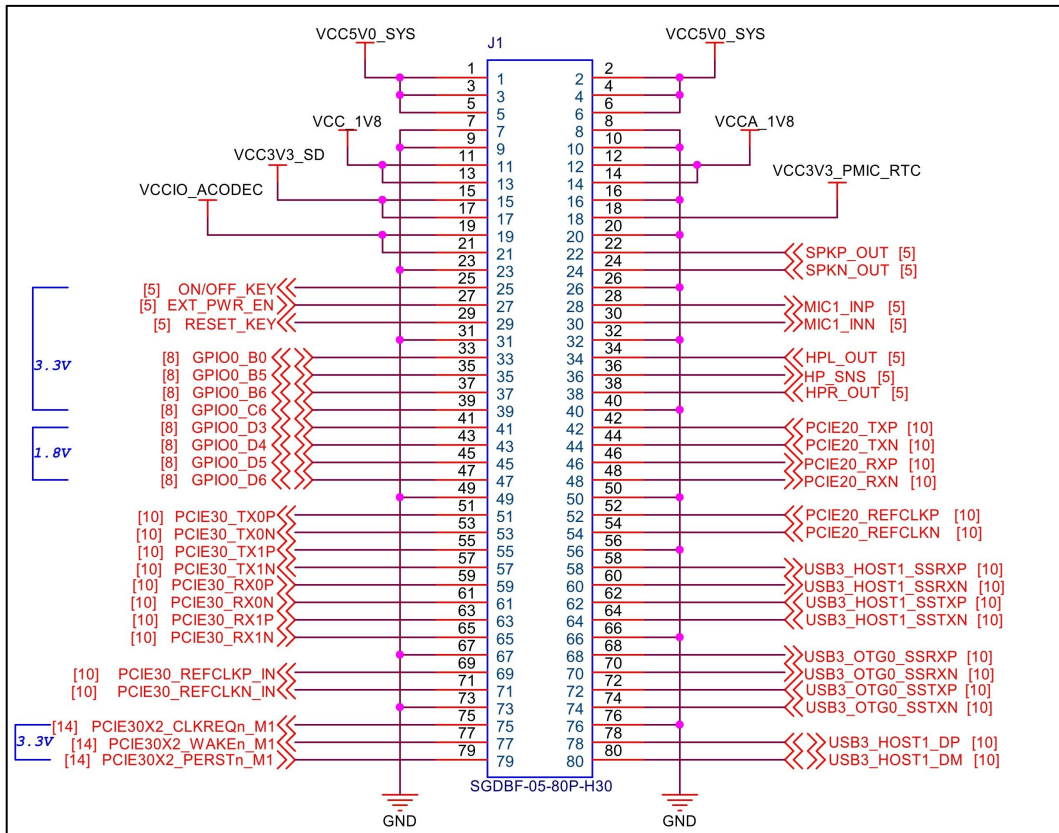 VCC5V0_SYS J1 VCC5V0_SYS
1 1 2 2
3 3 4 4
5 5 6 6
7 7 8 8
VCC_1V8 VCCA_1V8
9 9 10 10
11 11 12 12
VCC3V3_SD
13 13 14 14
VCC3V3_PMIC_RTC
15 15 16 16
VCCIO_ACODEC
17 17 18 18
19 19 20 20
21 21 22 22 SPKP_OUT [5]
23 23 24 24 SPKN_OUT [5]
[5] ON/OFF_KEY 25 25 26 26
[5] EXT_PWR_EN 27 27 28 28 MIC1_INP [5]
[5] RESET_KEY 29 29 30 30 MIC1_INN [5]
31 31 32 32
3.3V
[8] GPIO0_B0 33 33 34 34 HPL_OUT [5]
[8] GPIO0_B5 35 35 36 36 HP_SNS [5]
[8] GPIO0_B6 37 37 38 38 HPR_OUT [5]
[8] GPIO0_C6 39 39 40 40
[8] GPIO0_D3 41 41 42 42 PCIE20_TXP [10]
1.8V
[8] GPIO0_D4 43 43 44 44 PCIE20_TXN [10]
[8] GPIO0_D5 45 45 46 46 PCIE20_RXP [10]
[8] GPIO0_D6 47 47 48 48 PCIE20_RXN [10]
49 49 50 50
[10] PCIE30_TX0P 51 51 52 52 PCIE20_REFCLKP [10]
[10] PCIE30_TX0N 53 53 54 54 PCIE20_REFCLKN [10]
[10] PCIE30_TX1P 55 55 56 56
[10] PCIE30_TX1N 57 57 58 58 USB3_HOST1_SSRXP [10]
[10] PCIE30_RX0P 59 59 60 60 USB3_HOST1_SSRXN [10]
[10] PCIE30_RX0N 61 61 62 62 USB3_HOST1_SSTXP [10]
[10] PCIE30_RX1P 63 63 64 64 USB3_HOST1_SSTXN [10]
[10] PCIE30_RX1N 65 65 66 66
67 67 68 68 USB3_OTG0_SSRXP [10]
[10] PCIE30_REFCLKP_IN 69 69 70 70 USB3_OTG0_SSRXN [10]
[10] PCIE30_REFCLKN_IN 71 71 72 72 USB3_OTG0_SSTXP [10]
73 73 74 74 USB3_OTG0_SSTXN [10]
[14] PCIE30X2_CLKREQn_M1 75 75 76 76
3.3V
[14] PCIE30X2_WAKEn_M1 77 77 78 78 USB3_HOST1_DP [10]
[14] PCIE30X2_PERSTn_M1 79 79 80 80 USB3_HOST1_DM [10]
SGDBF-05-80P-H30
GND GND